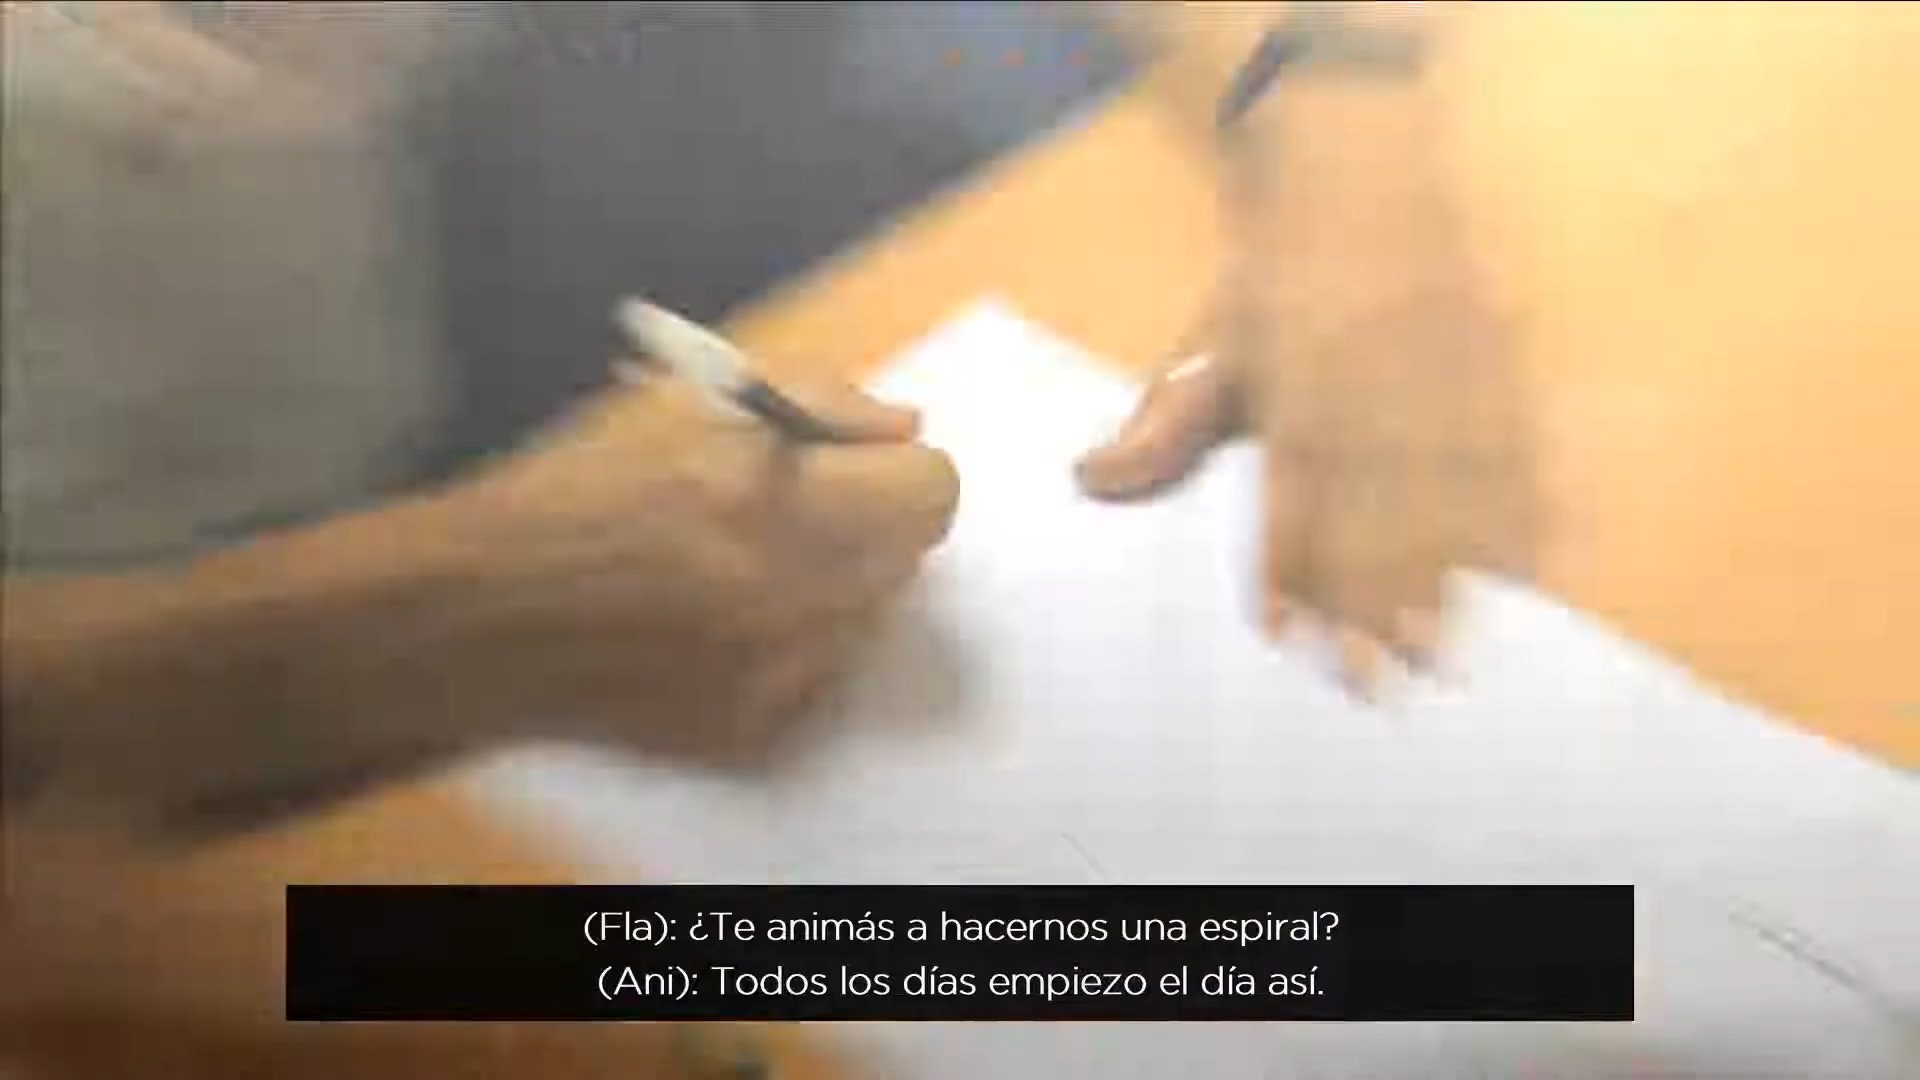 (Fla): ¿Te animás a hacernos una espiral?
(Ani): Todos los días empiezo el día así.